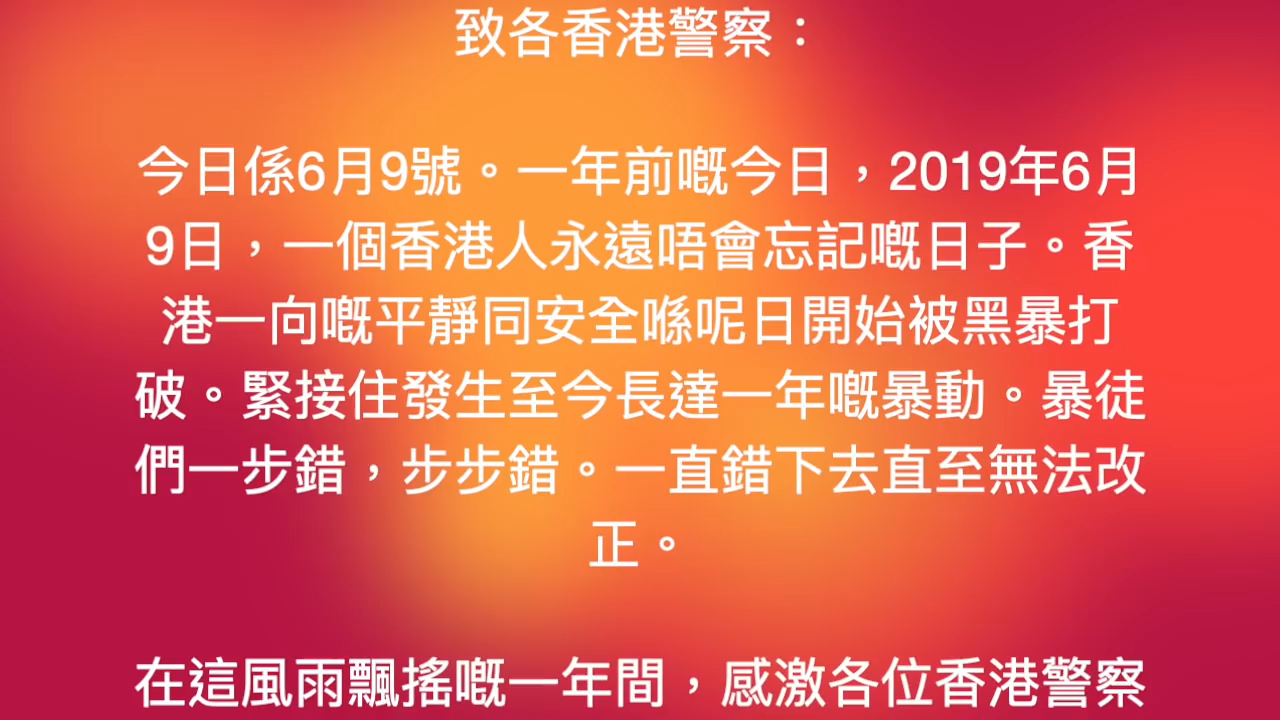 致各香港警察：
今日係6月9號。一年前嘅今日，2019年6月
9日，一個香港人永遠唔會忘記嘅日子。香
港一向嘅平靜同安全喺呢日開始被黑暴打
破。緊接住發生至今長達一年嘅暴動。暴徒
們一步錯，步步錯。一直錯下去直至無法改
正。
在這風雨飄搖嘅一年間，感激各位香港警察